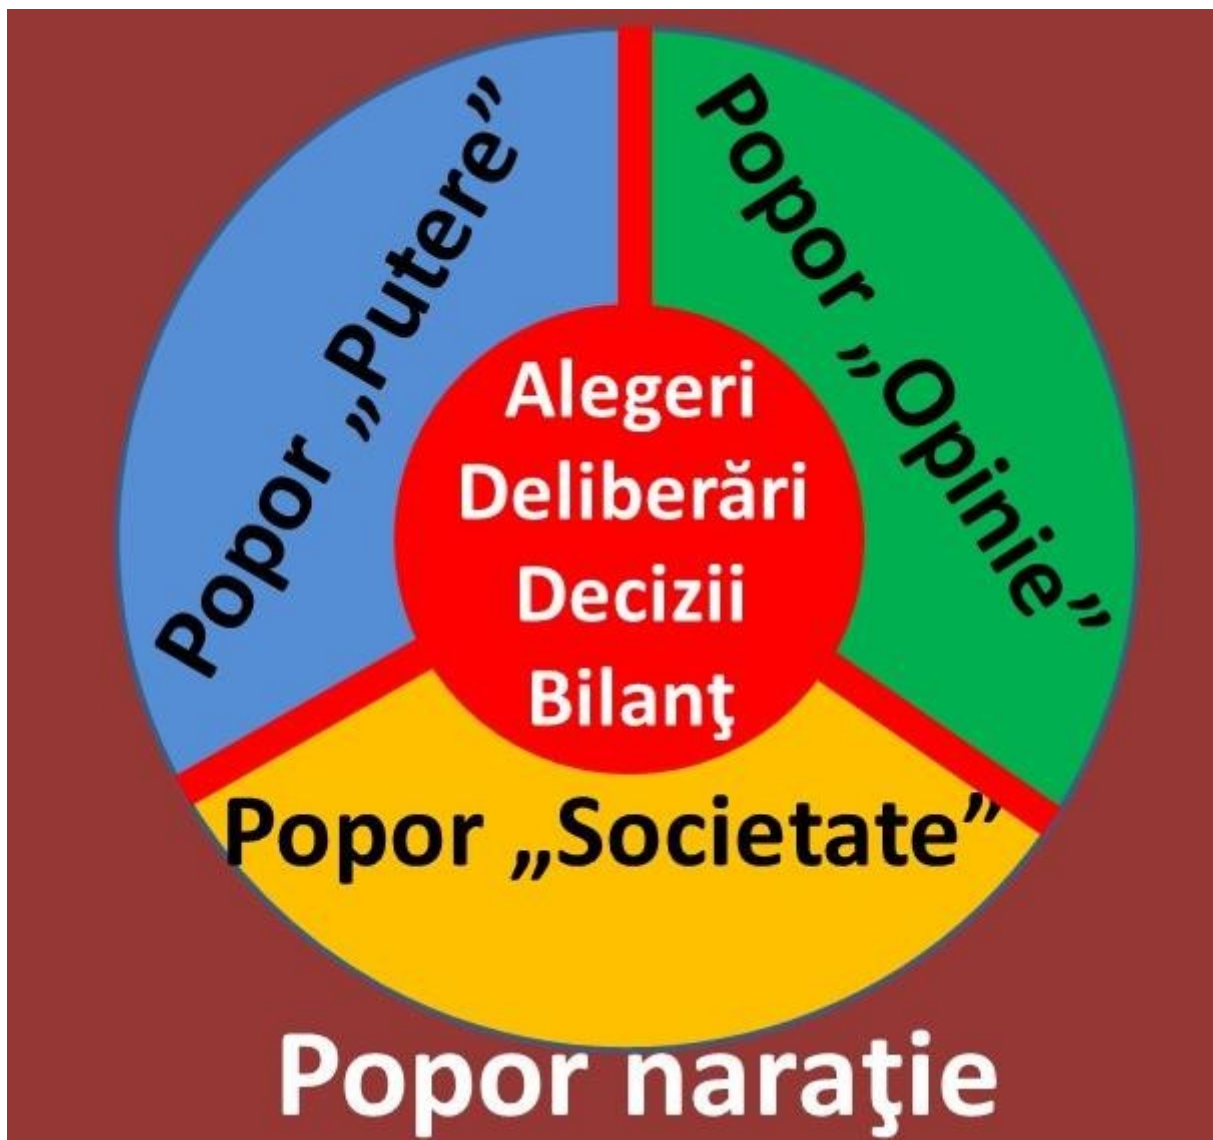 Popor „Putere”
Popor „Opinie”
Alegeri
Deliberări
Decizii
Bilanţ
Popor „Societate”
Popor naraţie